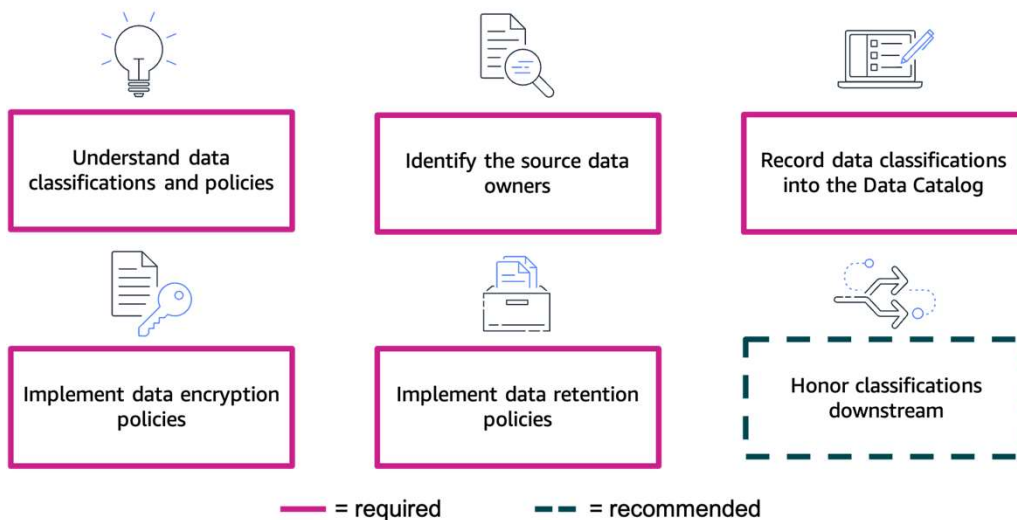 Understand data
classifications and policies
Identify the source data
owners
Record data classifications
into the Data Catalog
Implement data encryption
policies
Implement data retention
policies
Honor classifications
downstream
= required
= recommended